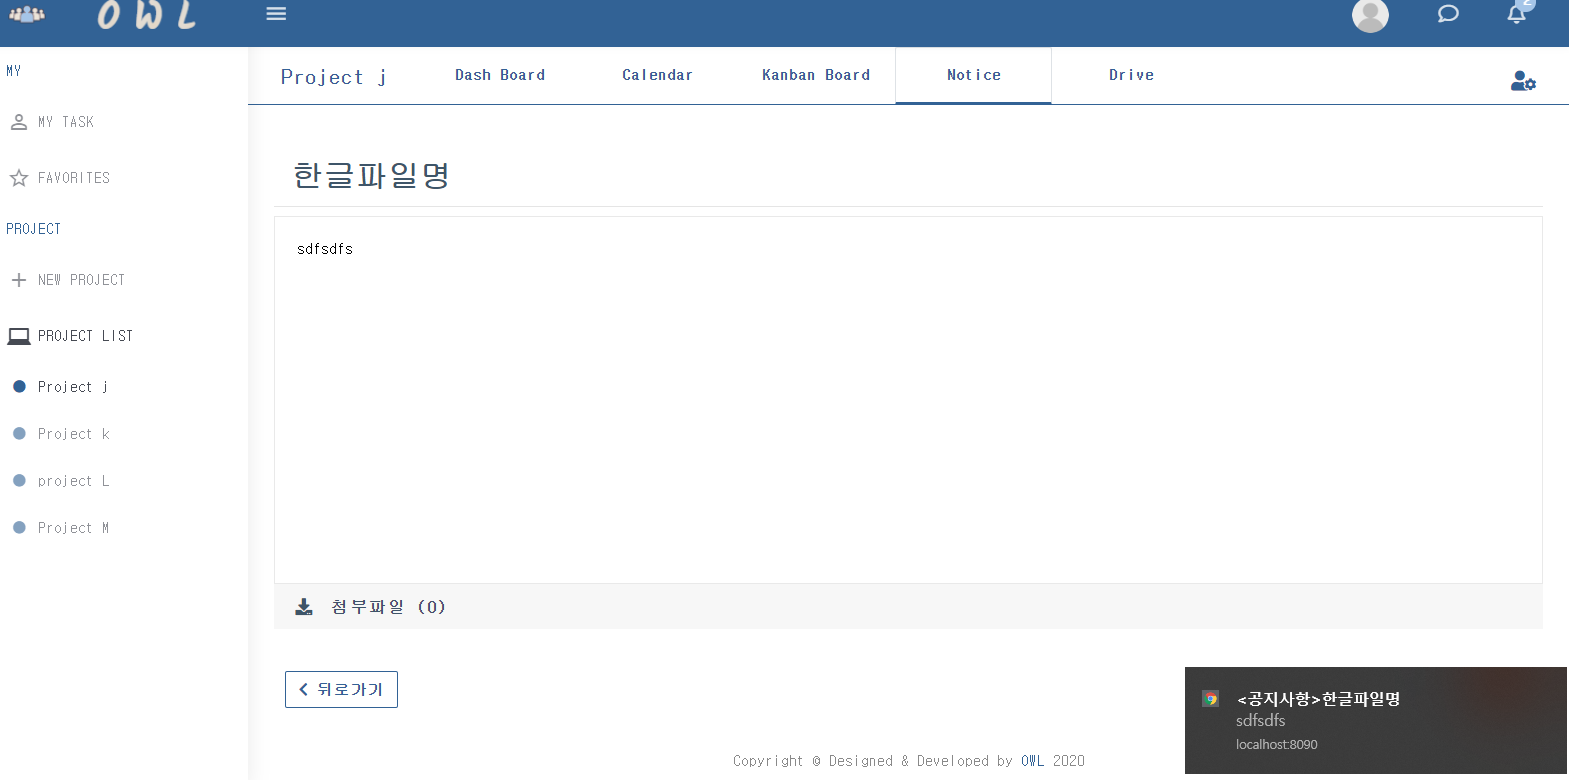 OWL
2
MY
MY TASK
FAVORITES
PROJECT
NEW PROJECT
PROJECT LIST
Project j
Project k
project L
Project M
Project j
Dash Board
Calendar
Kanban Board
Notice
Drive
한글파일명
sdfsdfs
첨부파일 (0)
뒤로가기
<공지사항>한글파일명
sdfsdfs
localhost:8090
Copyright © Designed & Developed by OWL 2020